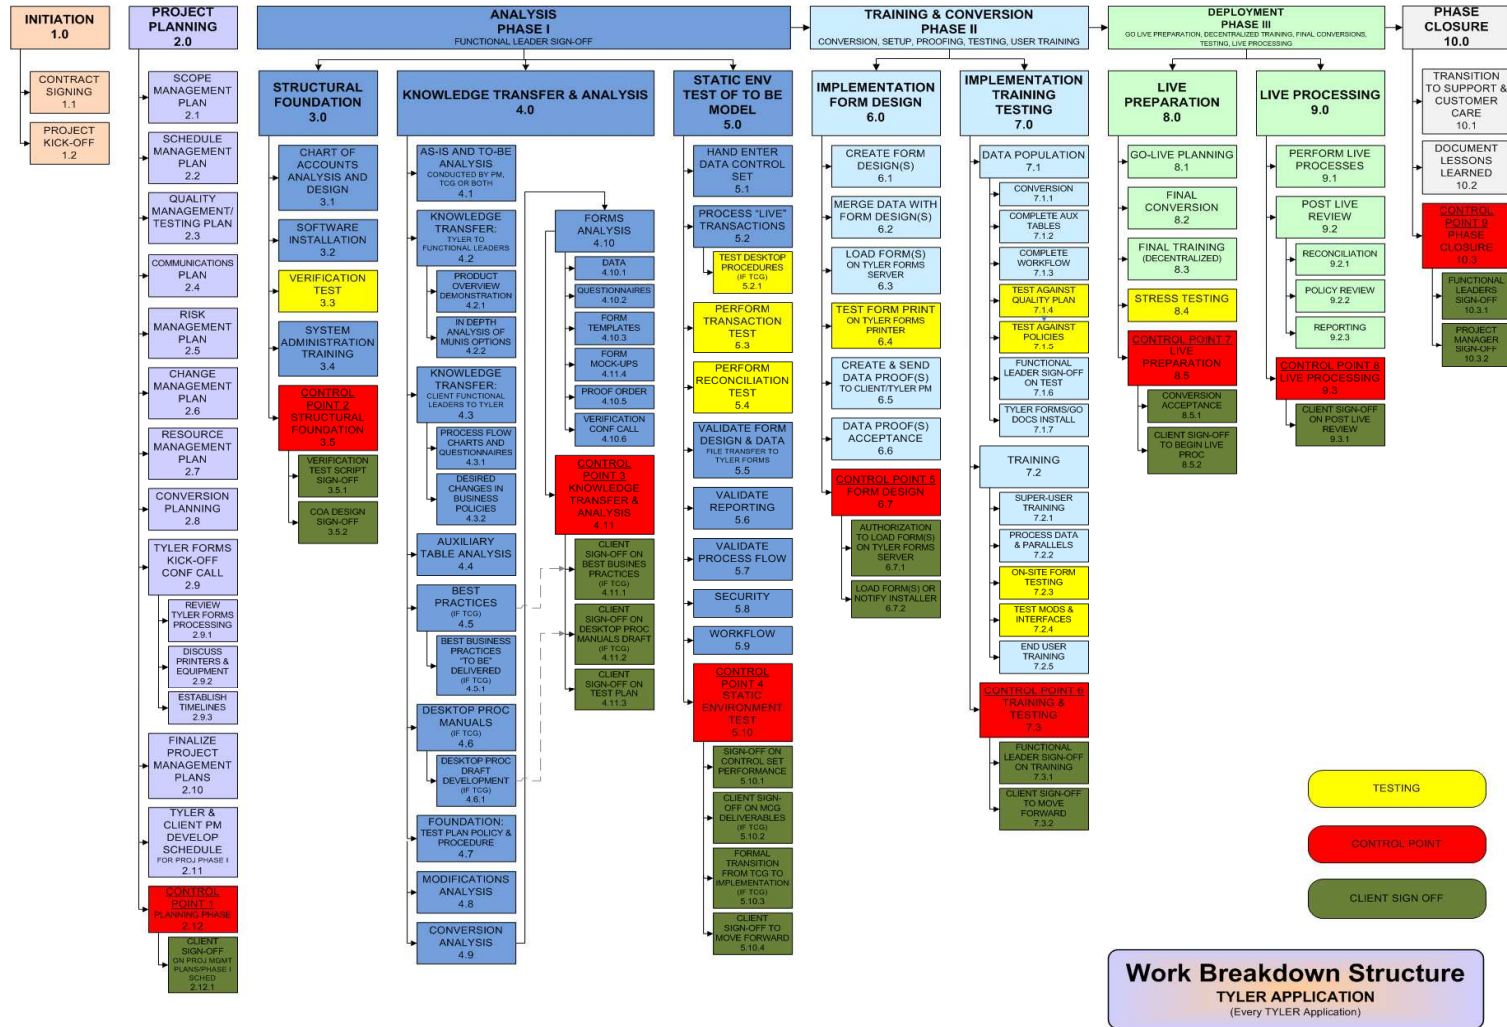 INITIATION
1.0
CONTRACT
SIGNING
1.1
PROJECT
KICK-OFF
1.2
PROJECT
PLANNING
2.0
SCOPE
MANAGEMENT
PLAN
2.1
SCHEDULE
MANAGEMENT
PLAN
2.2
QUALITY
MANAGEMENT/
TESTING PLAN
2.3
COMMUNICATIONS
PLAN
2.4
RISK
MANAGEMENT
PLAN
2.5
CHANGE
MANAGEMENT
PLAN
2.6
RESOURCE
MANAGEMENT
PLAN
2.7
CONVERSION
PLANNING
2.8
TYLER FORMS
KICK-OFF
CONF CALL
2.9
REVIEW
TYLER FORMS
PROCESSING
2.9.1
DISCUSS
PRINTERS &
EQUIPMENT
2.9.2
ESTABLISH
TIMELINES
2.9.3
FINALIZE
PROJECT
MANAGEMENT
PLANS
2.10
TYLER &
CLIENT PM
DEVELOP
SCHEDULE
FOR PROJ PHASE I
2.11
CONTROL
POINT 1
PLANNING PHASE
2.12
CLIENT
SIGN-OFF
ON PROJ MGMT
PLANS/PHASE I
SCHED
2.12.1
ANALYSIS
PHASE I
FUNCTIONAL LEADER SIGN-OFF
STRUCTURAL
FOUNDATION
3.0
CHART OF
ACCOUNTS
ANALYSIS AND
DESIGN
3.1
SOFTWARE
INSTALLATION
3.2
VERIFICATION
TEST
3.3
SYSTEM
ADMINISTRATION
TRAINING
3.4
CONTROL
POINT 2
STRUCTURAL
FOUNDATION
3.5
VERIFICATION
TEST SCRIPT
SIGN-OFF
3.5.1
COA DESIGN
SIGN-OFF
3.5.2
KNOWLEDGE TRANSFER & ANALYSIS
4.0
AS-IS AND TO-BE
ANALYSIS
CONDUCTED BY PM,
TCG OR BOTH
4.1
KNOWLEDGE
TRANSFER:
TYLER TO
FUNCTIONAL LEADERS
4.2
PRODUCT
OVERVIEW
DEMONSTRATION
4.2.1
IN DEPTH
ANALYSIS OF
MUNIS OPTIONS
4.2.2
KNOWLEDGE
TRANSFER:
CLIENT FUNCTIONAL
LEADERS TO TYLER
4.3
PROCESS FLOW
CHARTS AND
QUESTIONNAIRES
4.3.1
DESIRED
CHANGES IN
BUSINESS
POLICIES
4.3.2
AUXILIARY
TABLE ANALYSIS
4.4
BEST
PRACTICES
(IF TCG)
4.5
BEST BUSINESS
PRACTICES
"TO BE"
DELIVERED
(IF TCG)
4.5.1
DESKTOP PROC
MANUALS
(IF TCG)
4.6
DESKTOP PROC
DRAFT
DEVELOPMENT
(IF TCG)
4.6.1
FOUNDATION:
TEST PLAN POLICY &
PROCEDURE
4.7
MODIFICATIONS
ANALYSIS
4.8
CONVERSION
ANALYSIS
4.9
FORMS
ANALYSIS
4.10
DATA
4.10.1
QUESTIONNAIRES
4.10.2
FORM
TEMPLATES
4.10.3
FORM
MOCK-UPS
4.11.4
PROOF ORDER
4.10.5
VERIFICATION
CONF CALL
4.10.6
CONTROL
POINT 3
KNOWLEDGE
TRANSFER &
ANALYSIS
4.11
CLIENT
SIGN-OFF ON
BEST BUSINES
PRACTICES
(IF TCG)
4.11.1
CLIENT
SIGN-OFF ON
DESKTOP PROC
MANUALS DRAFT
(IF TCG)
4.11.2
CLIENT
SIGN-OFF ON
TEST PLAN
4.11.3
STATIC ENV
TEST OF TO BE
MODEL
5.0
HAND ENTER
DATA CONTROL
SET
5.1
PROCESS "LIVE"
TRANSACTIONS
5.2
TEST DESKTOP
PROCEDURES
(IF TCG)
5.2.1
PERFORM
TRANSACTION
TEST
5.3
PERFORM
RECONCILIATION
TEST
5.4
VALIDATE FORM
DESIGN & DATA
FILE TRANSFER TO
TYLER FORMS
5.5
VALIDATE
REPORTING
5.6
VALIDATE
PROCESS FLOW
5.7
SECURITY
5.8
WORKFLOW
5.9
CONTROL
POINT 4
STATIC
ENVIRONMENT
TEST
5.10
SIGN-OFF ON
CONTROL SET
PERFORMANCE
5.10.1
CLIENT SIGN-
OFF ON MCG
DELIVERABLES
(IF TCG)
5.10.2
FORMAL
TRANSITION
FROM TCG TO
IMPLEMENTATION
(IF TCG)
5.10.3
CLIENT
SIGN-OFF TO
MOVE FORWARD
5.10.4
TRAINING & CONVERSION
PHASE II
CONVERSION, SETUP, PROOFING, TESTING, USER TRAINING
IMPLEMENTATION
FORM DESIGN
6.0
CREATE FORM
DESIGN(S)
6.1
MERGE DATA WITH
FORM DESIGN(S)
6.2
LOAD FORM(S)
ON TYLER FORMS
SERVER
6.3
TEST FORM PRINT
ON TYLER FORMS
PRINTER
6.4
CREATE & SEND
DATA PROOF(S)
TO CLIENT/TYLER PM
6.5
DATA PROOF(S)
ACCEPTANCE
6.6
CONTROL POINT 5
FORM DESIGN
6.7
AUTHORIZATION
TO LOAD FORM(S)
ON TYLER FORMS
SERVER
6.7.1
LOAD FORM(S) OR
NOTIFY INSTALLER
6.7.2
IMPLEMENTATION
TRAINING
TESTING
7.0
DATA POPULATION
7.1
CONVERSION
7.1.1
COMPLETE AUX
TABLES
7.1.2
COMPLETE
WORKFLOW
7.1.3
TEST AGAINST
QUALITY PLAN
7.1.4
TEST AGAINST
POLICIES
7.1.5
FUNCTIONAL
LEADER SIGN-OFF
ON TEST
7.1.6
TYLER FORMS/GO
DOCS INSTALL
7.1.7
TRAINING
7.2
SUPER-USER
TRAINING
7.2.1
PROCESS DATA
& PARALLELS
7.2.2
ON-SITE FORM
TESTING
7.2.3
TEST MODS &
INTERFACES
7.2.4
END USER
TRAINING
7.2.5
CONTROL POINT 6
TRAINING &
TESTING
7.3
FUNCTIONAL
LEADER SIGN-OFF
ON TRAINING
7.3.1
CLIENT SIGN-OFF
TO MOVE
FORWARD
7.3.2
DEPLOYMENT
PHASE III
GO LIVE PREPARATION, DECENTRALIZED TRAINING, FINAL CONVERSIONS,
TESTING, LIVE PROCESSING
LIVE
PREPARATION
8.0
GO-LIVE PLANNING
8.1
FINAL
CONVERSION
8.2
FINAL TRAINING
(DECENTRALIZED)
8.3
STRESS TESTING
8.4
CONTROL POINT 7
LIVE
PREPARATION
8.5
CONVERSION
ACCEPTANCE
8.5.1
CLIENT SIGN-OFF
TO BEGIN LIVE
PROC
8.5.2
LIVE PROCESSING
9.0
PERFORM LIVE
PROCESSES
9.1
POST LIVE
REVIEW
9.2
RECONCILIATION
9.2.1
POLICY REVIEW
9.2.2
REPORTING
9.2.3
CONTROL POINT 8
LIVE PROCESSING
9.3
CLIENT SIGN-OFF
ON POST LIVE
REVIEW
9.3.1
PHASE
CLOSURE
10.0
TRANSITION
TO SUPPORT &
CUSTOMER
CARE
10.1
DOCUMENT
LESSONS
LEARNED
10.2
CONTROL
POINT 9
PHASE
CLOSURE
10.3
FUNCTIONAL
LEADERS
SIGN-OFF
10.3.1
PROJECT
MANAGER
SIGN-OFF
10.3.2
TESTING
CONTROL POINT
CLIENT SIGN OFF
Work Breakdown Structure
TYLER APPLICATION
(Every TYLER Application)